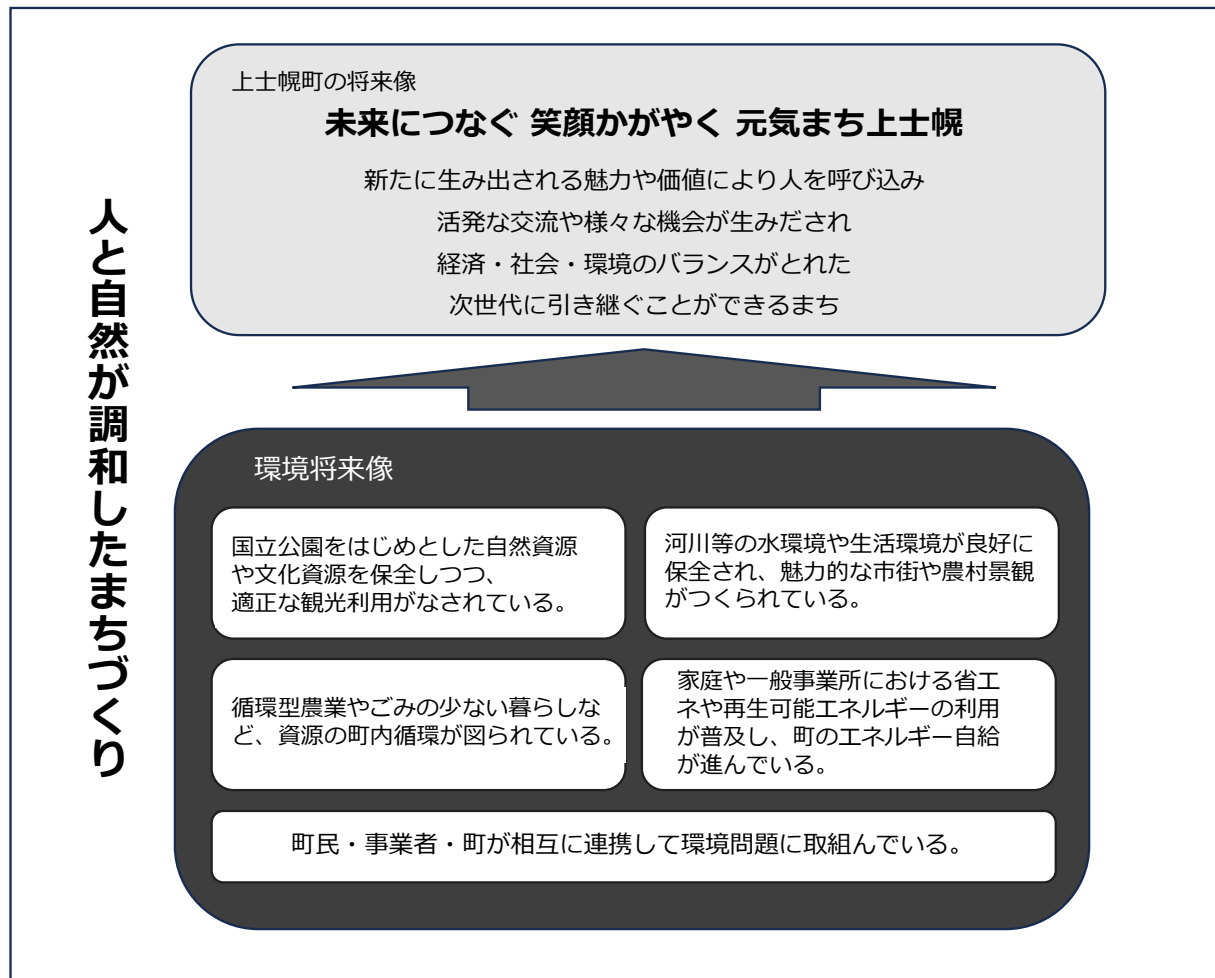 人と自然が調和したまちづくり
上士幌町の将来像
未来につなぐ 笑顔かがやく 元気まち上士幌
新たに生み出される魅力や価値により人を呼び込み
活発な交流や様々な機会が生みだされ
経済・社会・環境のバランスがとれた
次世代に引き継ぐことができるまち
環境将来像
国立公園をはじめとした自然資源
や文化資源を保全しつつ、
適正な観光利用がなされている。
河川等の水環境や生活環境が良好に
保全され、魅力的な市街や農村景観
がつくられている。
循環型農業やごみの少ない暮らしな
ど、資源の町内循環が図られている。
家庭や一般事業所における省エ
ネや再生可能エネルギーの利用
が普及し、町のエネルギー自給
が進んでいる。
町民・事業者・町が相互に連携して環境問題に取組んでいる。